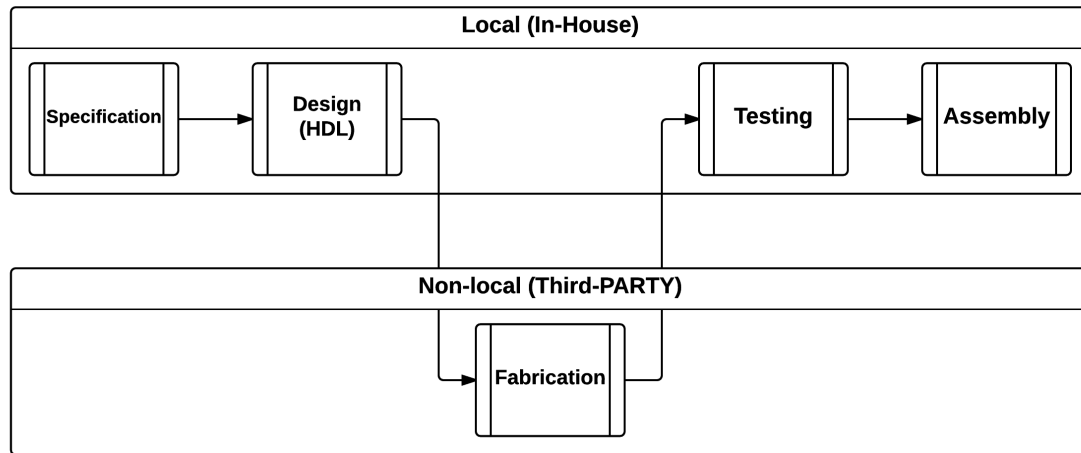 Local (In-House)
Specification
Design
(HDL)
Testing
Assembly
Non-local (Third-PARTY)
Fabrication